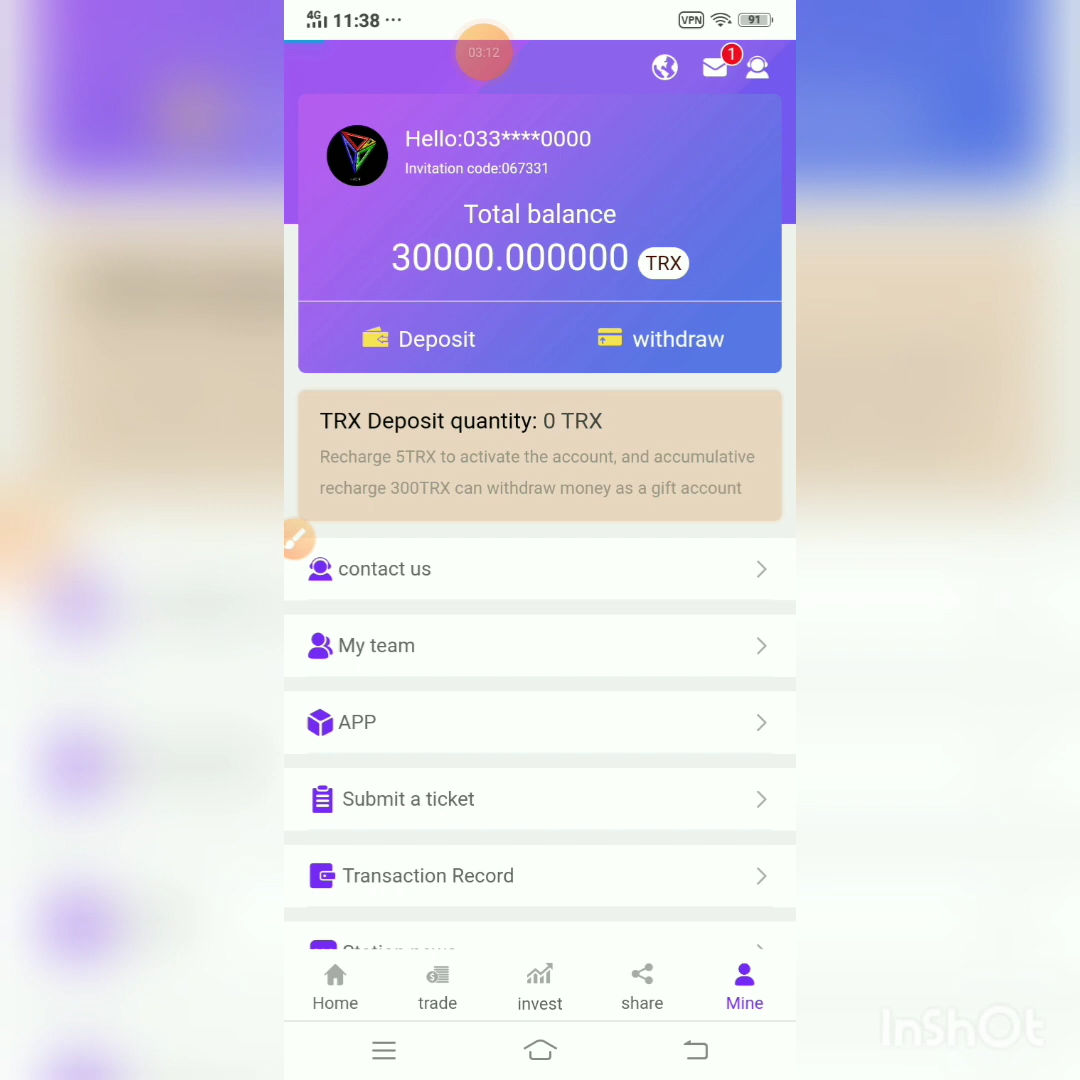 4G 11:38 ··· VPN 91
03:12
1
Hello:033****0000
Invitation code:067331
Total balance
30000.000000 TRX
Deposit withdraw
TRX Deposit quantity: 0 TRX
Recharge 5TRX to activate the account, and accumulative
recharge 300TRX can withdraw money as a gift account
contact us
My team
APP
Submit a ticket
Transaction Record
Home trade invest share Mine
InShOt